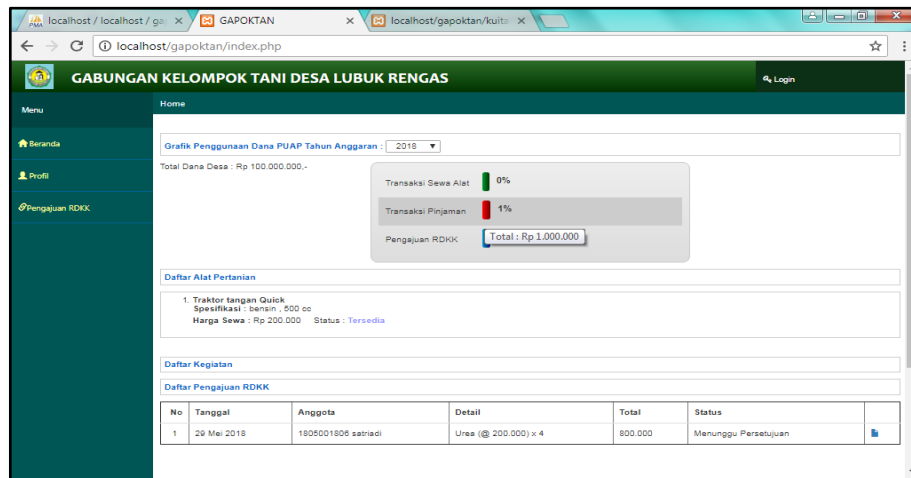 localhost / localhost / ga
GAPOKTAN
localhost/gapoktan/kuita
localhost/gapoktan/index.php
GABUNGAN KELOMPOK TANI DESA LUBUK RENGAS
Login
Menu
Home
Beranda
Profil
Pengajuan RDKK
Grafik Penggunaan Dana PUAP Tahun Anggaran : 2018
Total Dana Desa : Rp 100.000.000,-
Transaksi Sewa Alat 0%
Transaksi Pinjaman 1%
Pengajuan RDKK
Total : Rp 1.000.000
Daftar Alat Pertanian
1. Traktor tangan Quick
Spesifikasi : bensin , 500 cc
Harga Sewa : Rp 200.000 Status : Tersedia
Daftar Kegiatan
Daftar Pengajuan RDKK
No Tanggal Anggota Detail Total Status
1 29 Mei 2018 1805001806 satriadi Urea (@ 200.000) x 4 800.000 Menunggu Persetujuan